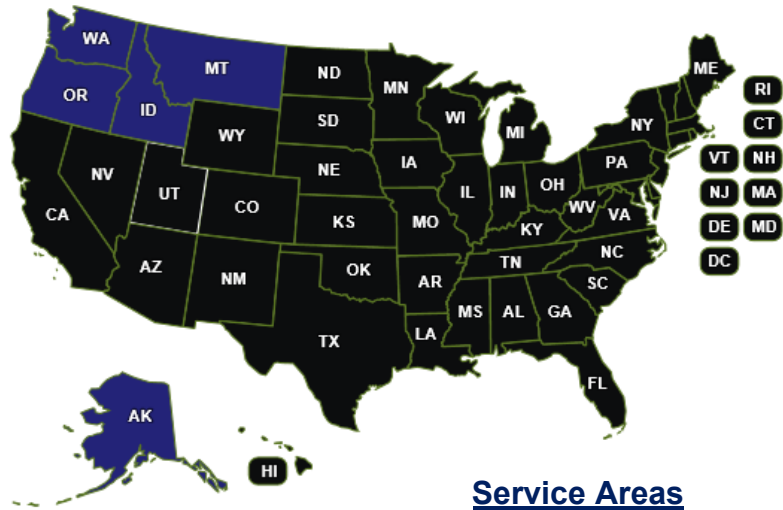 WA
MT
ND
MN
ME
OR
ID
SD
WI
MI
NY
RI
CT
WY
NE
IA
PA
VT
NH
NV
UT
CO
IL
IN
OH
WV
VA
NJ
MA
CA
KS
MO
KY
DE
MD
AZ
NM
OK
AR
TN
NC
DC
SC
TX
LA
MS
AL
GA
FL
AK
HI
Service Areas